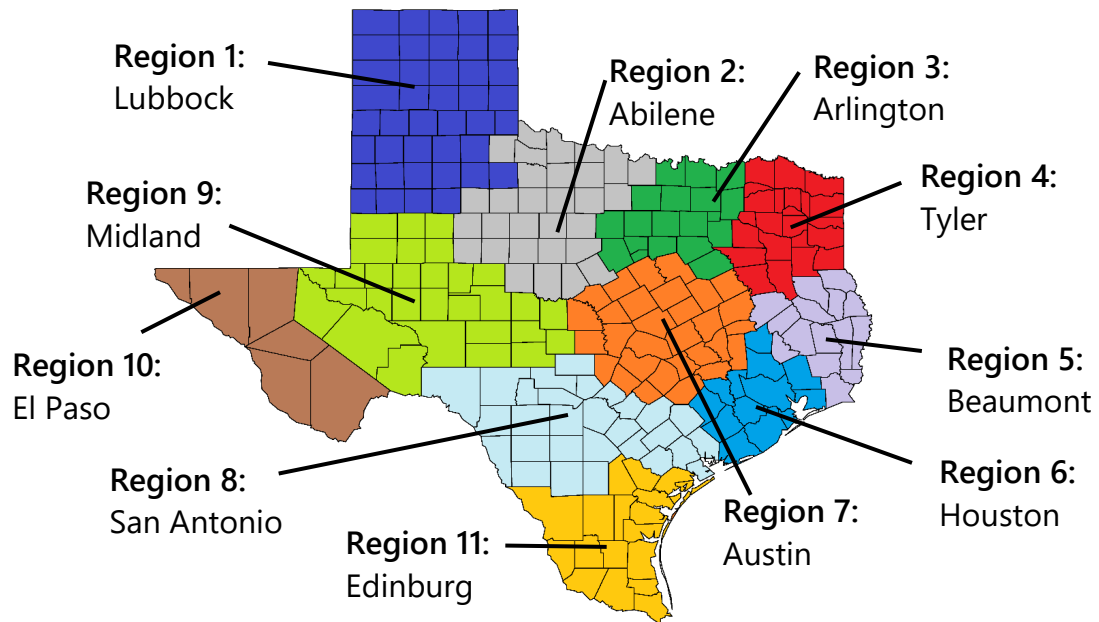 Region 1:
Lubbock
Region 2:
Abilene
Region 3:
Arlington
Region 4:
Tyler
Region 9:
Midland
Region 10:
El Paso
Region 5:
Beaumont
Region 8:
San Antonio
Region 6:
Houston
Region 7:
Austin
Region 11:
Edinburg